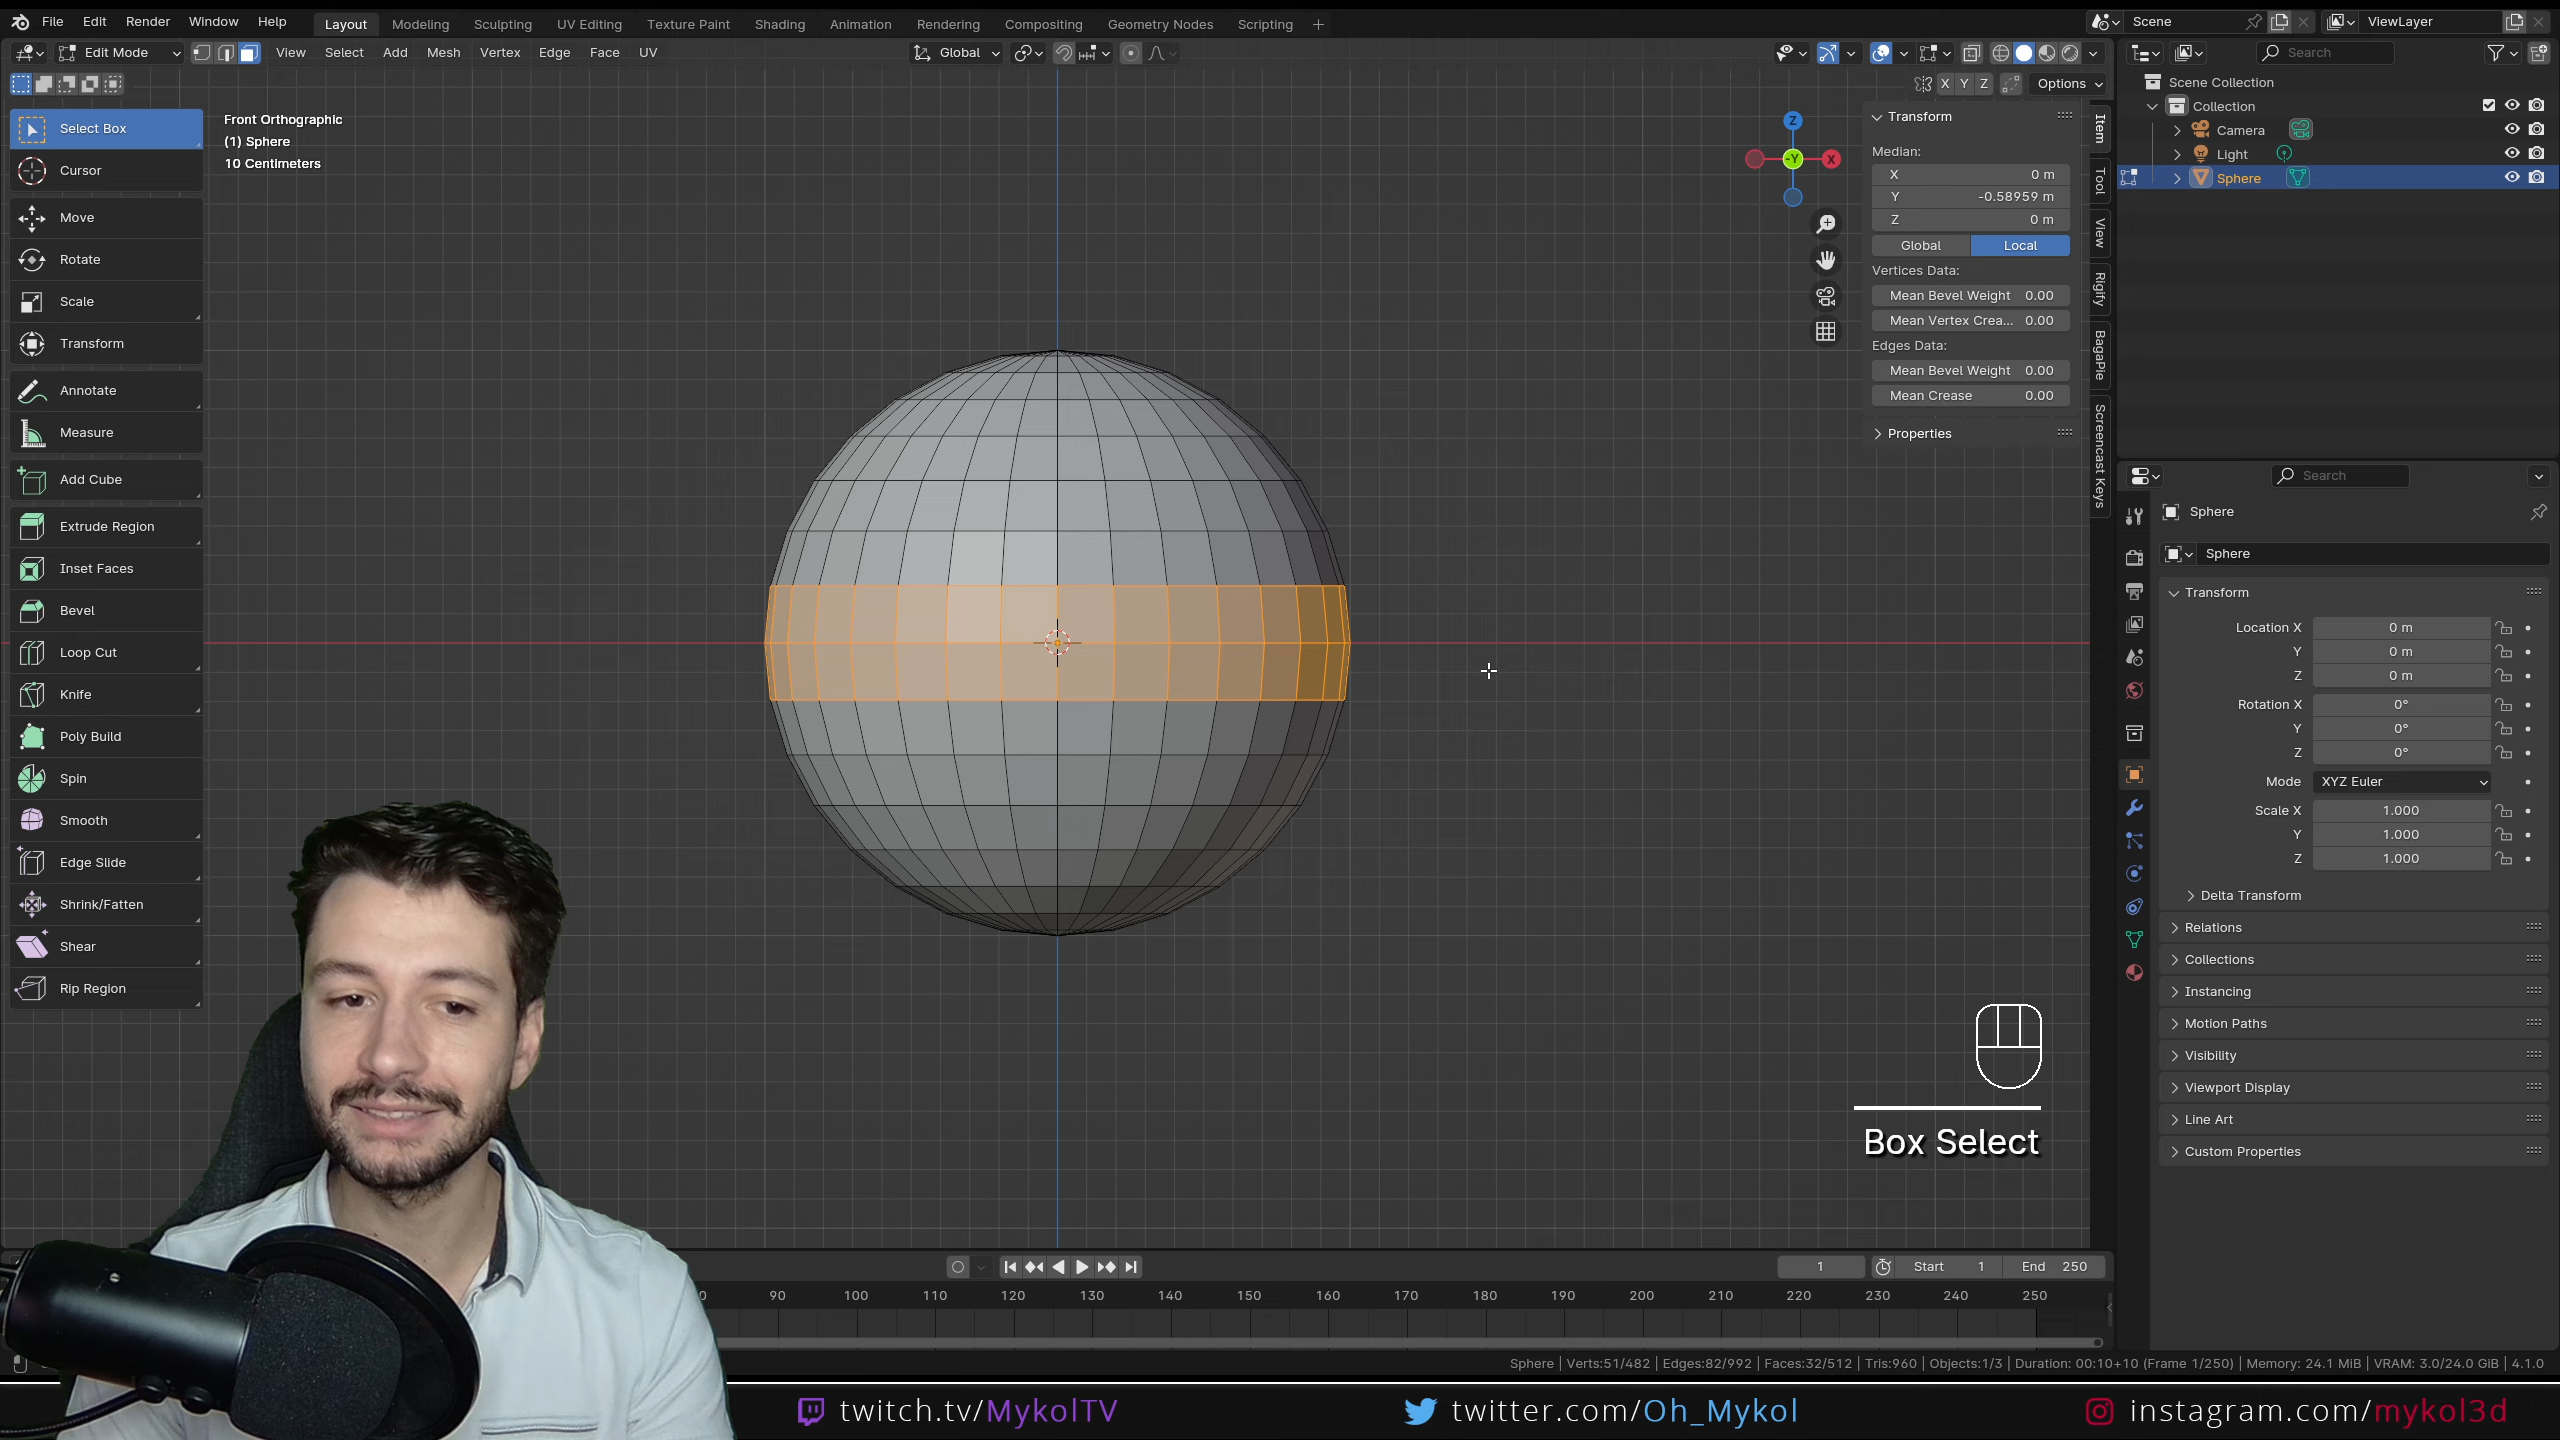 File Edit Render Window Help Layout Modeling Sculpting UV Editing Texture Paint Shading Animation Rendering Compositing Geometry Nodes Scripting Scene ViewLayer
Edit Mode View Select Add Mesh Vertex Edge Face UV Global Search
X Y Z Options
Select Box
Cursor
Move
Rotate
Scale
Transform
Annotate
Measure
Add Cube
Extrude Region
Inset Faces
Bevel
Loop Cut
Knife
Poly Build
Spin
Smooth
Edge Slide
Shrink/Fatten
Shear
Rip Region
Front Orthographic
(1) Sphere
10 Centimeters
Z
-Y X
Transform
Median:
X 0 m
Y -0.58959 m
Z 0 m
Global Local
Vertices Data:
Mean Bevel Weight 0.00
Mean Vertex Crea... 0.00
Edges Data:
Mean Bevel Weight 0.00
Mean Crease 0.00
Properties
Item
Tool
View
Rigify
BagaPie
Screencast Keys
Scene Collection
Collection
Camera
Light
Sphere
Search
Sphere
Sphere
Transform
Location X 0 m
Y 0 m
Z 0 m
Rotation X 0°
Y 0°
Z 0°
Mode XYZ Euler
Scale X 1.000
Y 1.000
Z 1.000
Delta Transform
Relations
Collections
Instancing
Motion Paths
Visibility
Viewport Display
Line Art
Custom Properties
Box Select
1 Start 1 End 250
90 100 110 120 130 140 150 160 170 180 190 200 210 220 230 240 250
Sphere | Verts:51/482 | Edges:82/992 | Faces:32/512 | Tris:960 | Objects:1/3 | Duration: 00:10+10 (Frame 1/250) | Memory: 24.1 MiB | VRAM: 3.0/24.0 GiB | 4.1.0
twitch.tv/MykolTV twitter.com/Oh_Mykol instagram.com/mykol3d